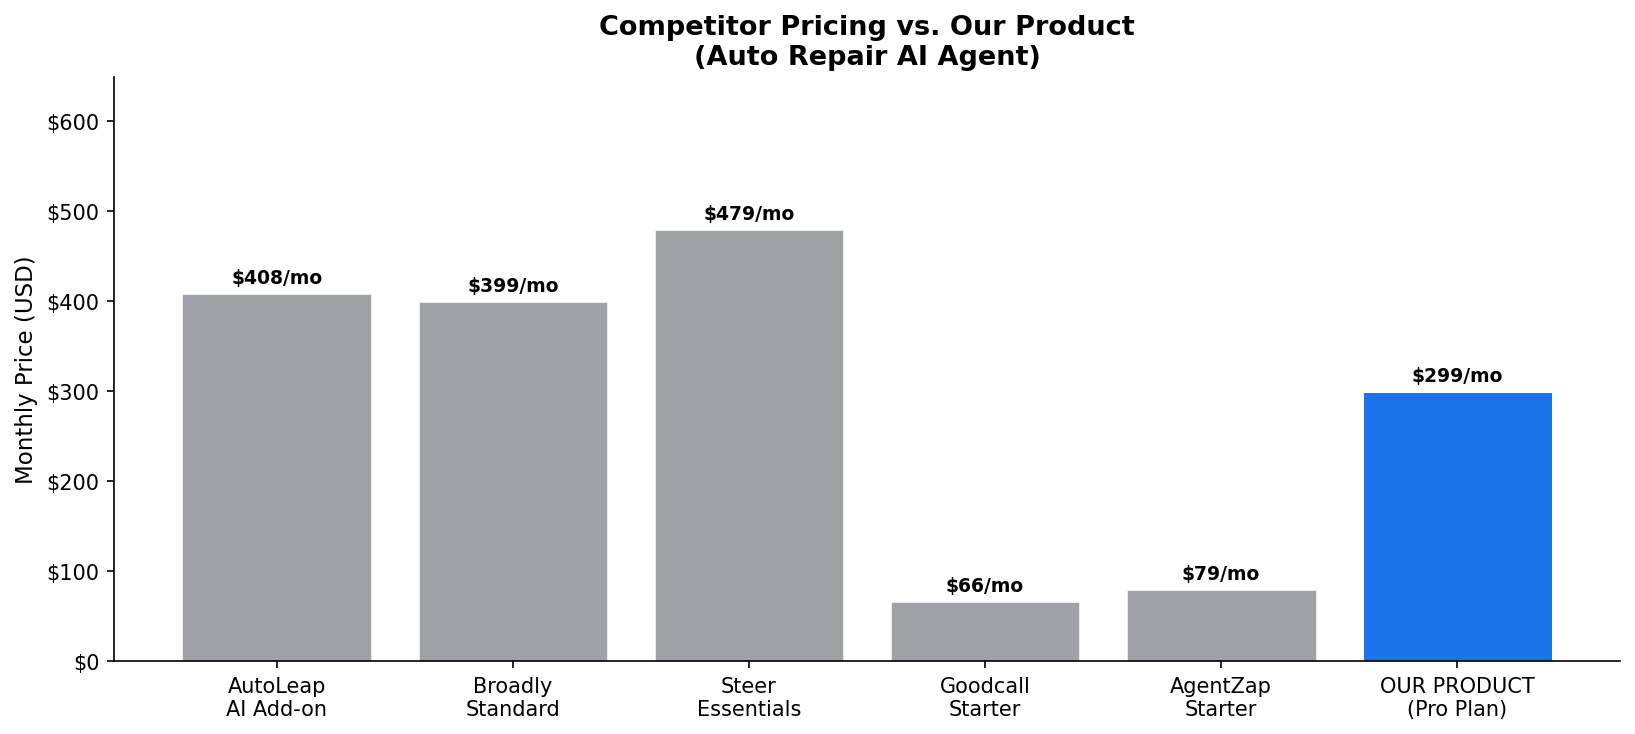 Competitor Pricing vs. Our Product
(Auto Repair AI Agent)
Monthly Price (USD)
$600
$500
$400
$300
$200
$100
$0
$408/mo
$399/mo
$479/mo
$66/mo
$79/mo
$299/mo
AutoLeap
AI Add-on
Broadly
Standard
Steer
Essentials
Goodcall
Starter
AgentZap
Starter
OUR PRODUCT
(Pro Plan)